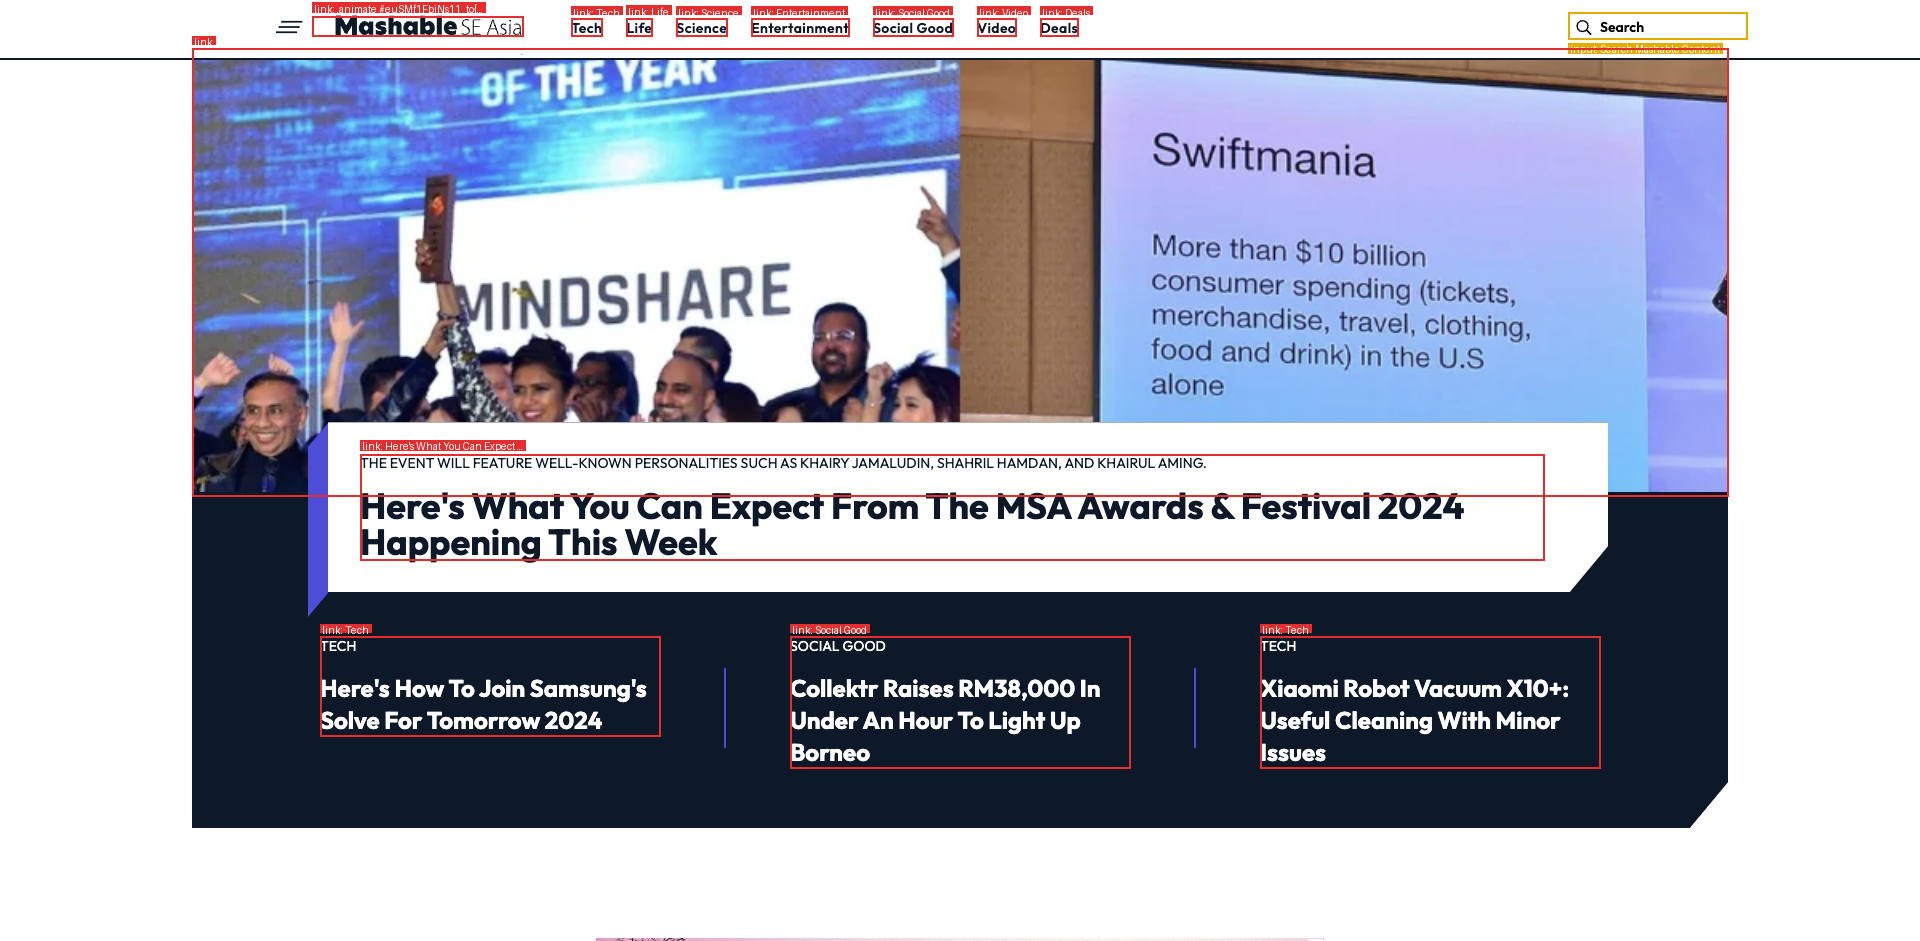 link: .animate #euSMf1FbiNs11_to{...
Mashable SE Asia
link: Tech
Tech
link: Life
Life
link: Science
Science
link: Entertainment
Entertainment
link: Social Good
Social Good
link: Video
Video
link: Deals
Deals
Search
input: Search Mashable Content
link
OF THE YEAR
MINDSHARE
Swiftmania
More than $10 billion
consumer spending (tickets,
merchandise, travel, clothing,
food and drink) in the U.S
alone
link: Here's What You Can Expect...
THE EVENT WILL FEATURE WELL-KNOWN PERSONALITIES SUCH AS KHAIRY JAMALUDIN, SHAHRIL HAMDAN, AND KHAIRUL AMING.
Here's What You Can Expect From The MSA Awards & Festival 2024
Happening This Week
link: Tech
TECH
Here's How To Join Samsung's
Solve For Tomorrow 2024
link: Social Good
SOCIAL GOOD
Collektr Raises RM38,000 In
Under An Hour To Light Up
Borneo
link: Tech
TECH
Xiaomi Robot Vacuum X10+:
Useful Cleaning With Minor
Issues